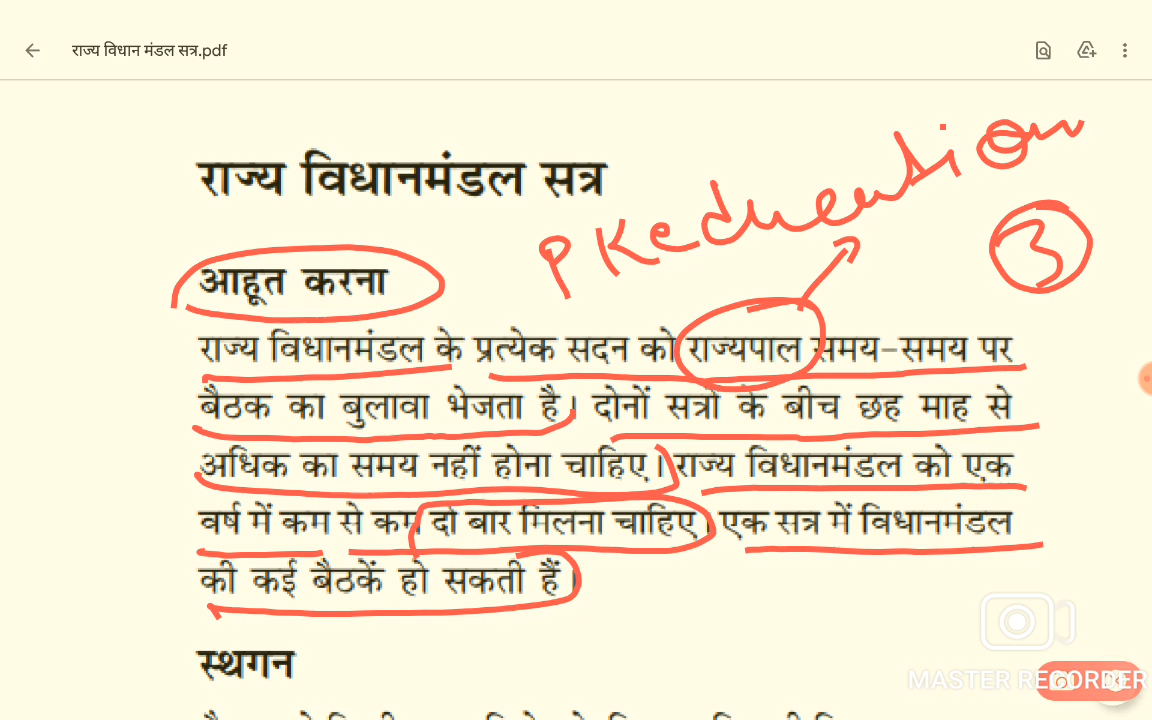 राज्य विधान मंडल सत्र.pdf
राज्य विधानमंडल सत्र
PKeducation
3
आहूत करना
राज्य विधानमंडल के प्रत्येक सदन को राज्यपाल समय-समय पर
बैठक का बुलावा भेजता है। दोनों सत्रों के बीच छह माह से
अधिक का समय नहीं होना चाहिए। राज्य विधानमंडल को एक
वर्ष में कम से कम दो बार मिलना चाहिए। एक सत्र में विधानमंडल
की कई बैठकें हो सकती हैं।
स्थगन
MASTER RECORDER